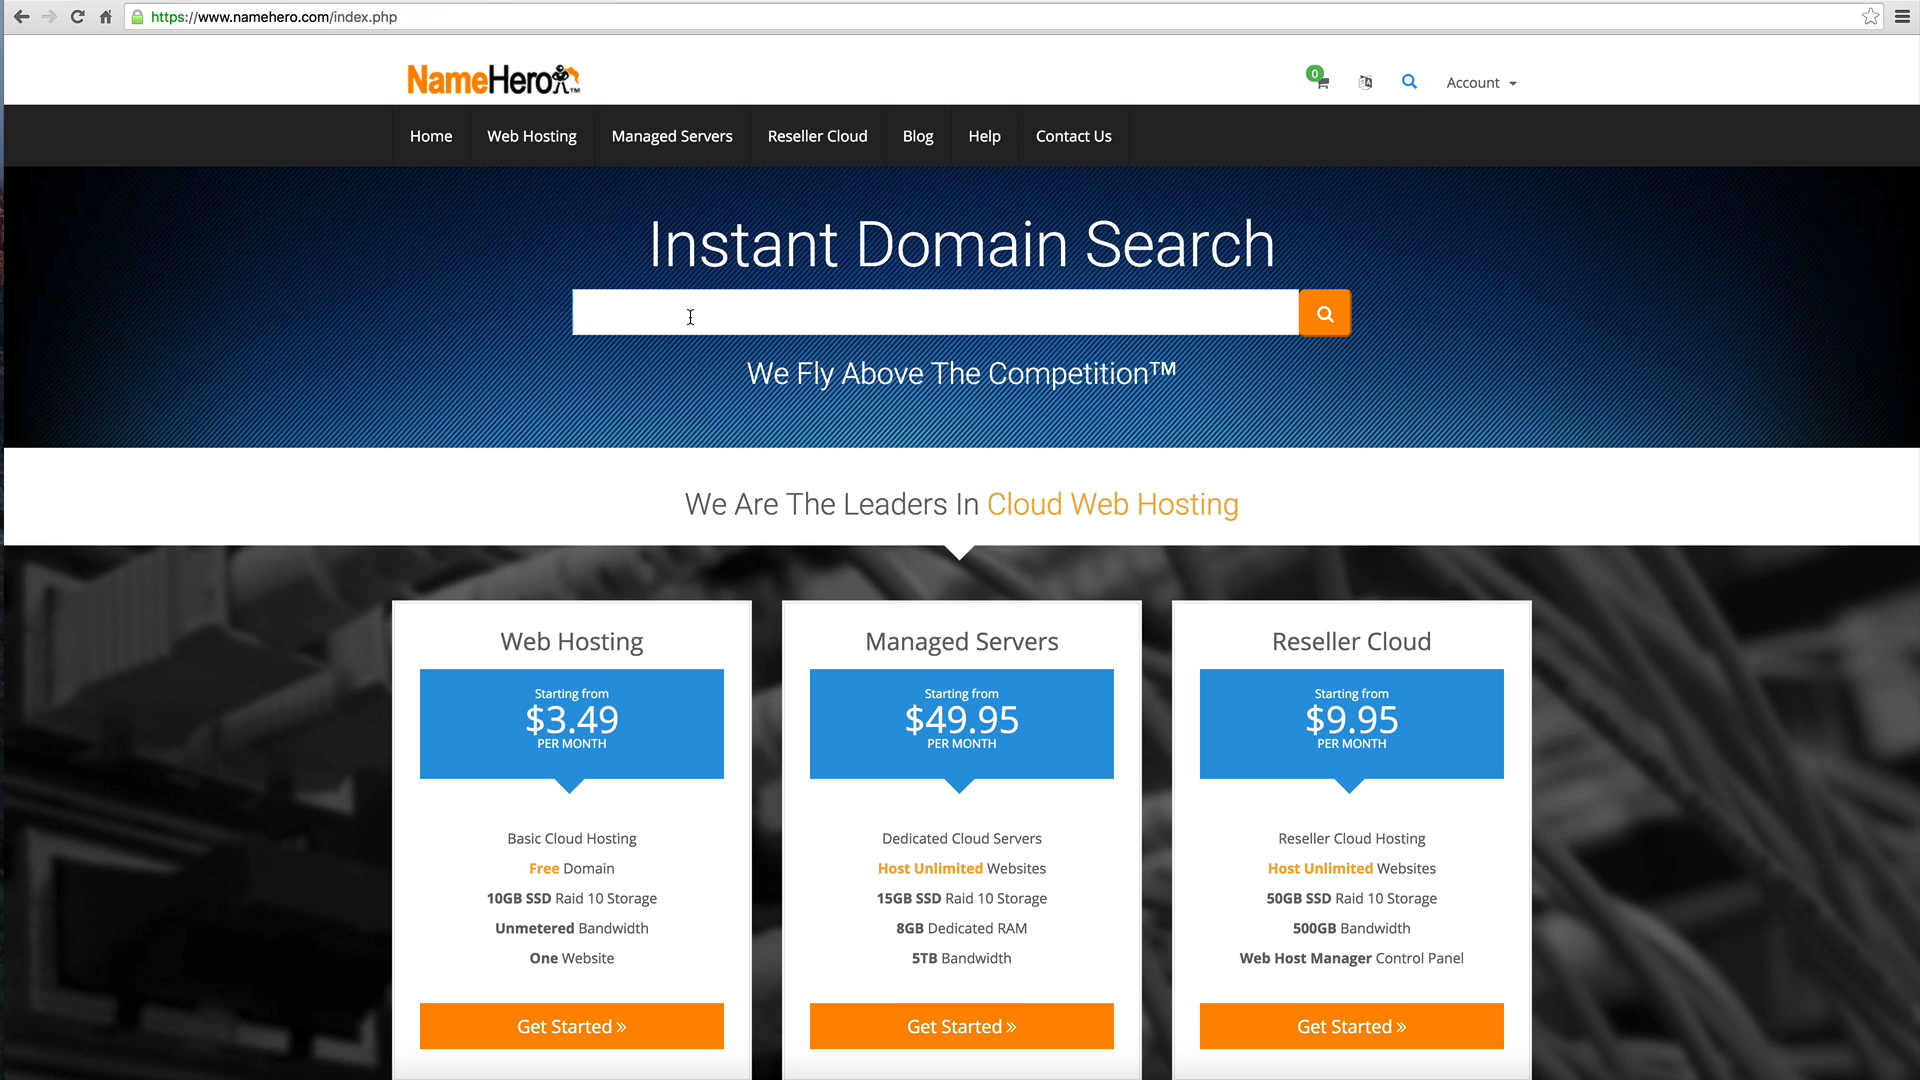 https://www.namehero.com/index.php
NameHero™
0
Account
Home Web Hosting Managed Servers Reseller Cloud Blog Help Contact Us
Instant Domain Search
We Fly Above The Competition™
We Are The Leaders In Cloud Web Hosting
Web Hosting
Starting from
$3.49
PER MONTH
Basic Cloud Hosting
Free Domain
10GB SSD Raid 10 Storage
Unmetered Bandwidth
One Website
Get Started »
Managed Servers
Starting from
$49.95
PER MONTH
Dedicated Cloud Servers
Host Unlimited Websites
15GB SSD Raid 10 Storage
8GB Dedicated RAM
5TB Bandwidth
Get Started »
Reseller Cloud
Starting from
$9.95
PER MONTH
Reseller Cloud Hosting
Host Unlimited Websites
50GB SSD Raid 10 Storage
500GB Bandwidth
Web Host Manager Control Panel
Get Started »